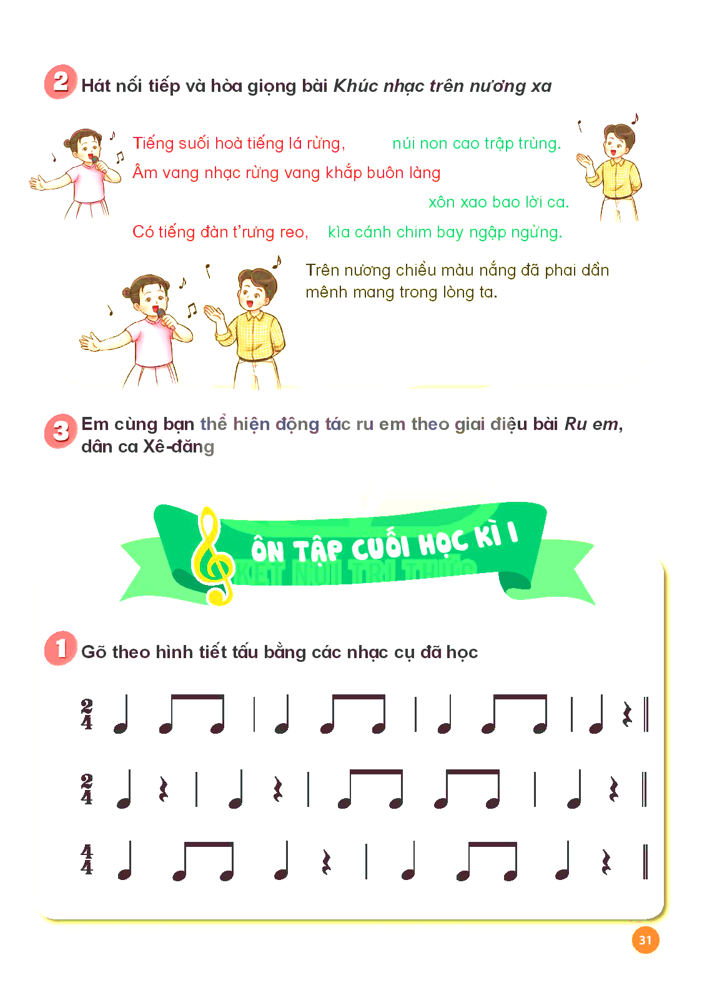 2 Hát nối tiếp và hòa giọng bài Khúc nhạc trên nương xa
Tiếng suối hoà tiếng lá rừng, núi non cao trập trùng.
Âm vang nhạc rừng vang khắp buôn làng
xôn xao bao lời ca.
Có tiếng đàn t’rưng reo, kìa cánh chim bay ngập ngừng.
Trên nương chiều màu nắng đã phai dần
mênh mang trong lòng ta.
3 Em cùng bạn thể hiện động tác ru em theo giai điệu bài Ru em,
dân ca Xê-đăng
ÔN TẬP CUỐI HỌC KÌ I
KẾT NỐI TRI THỨC
1 Gõ theo hình tiết tấu bằng các nhạc cụ đã học
2
4
2
4
4
4
31